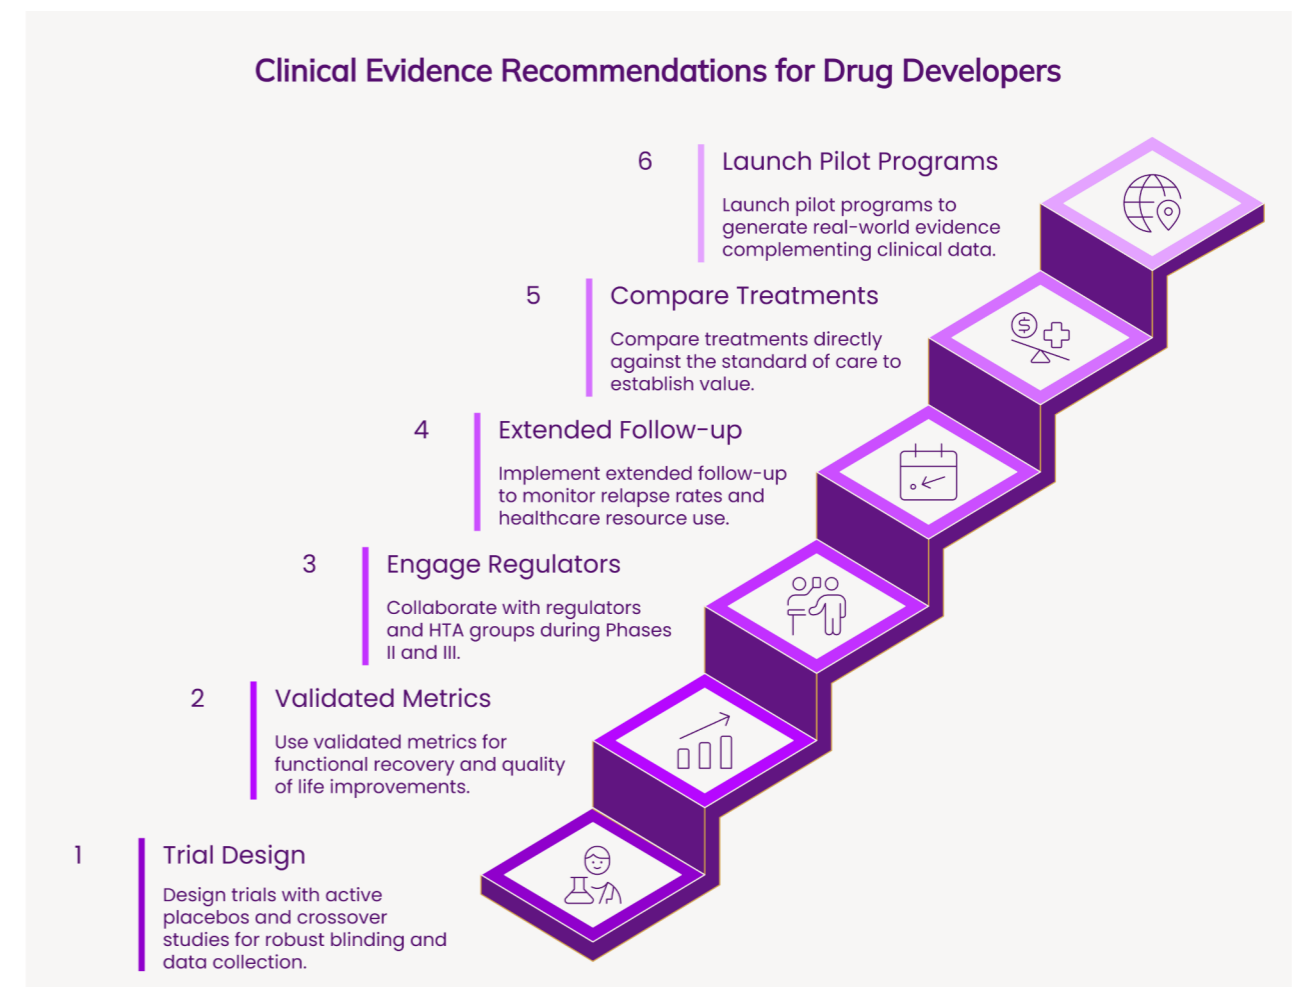 Clinical Evidence Recommendations for Drug Developers
6
Launch Pilot Programs
Launch pilot programs to
generate real-world evidence
complementing clinical data.
5
Compare Treatments
Compare treatments directly
against the standard of care to
establish value.
4
Extended Follow-up
Implement extended follow-up
to monitor relapse rates and
healthcare resource use.
3
Engage Regulators
Collaborate with regulators
and HTA groups during Phases
II and III.
2
Validated Metrics
Use validated metrics for
functional recovery and quality
of life improvements.
1
Trial Design
Design trials with active
placebos and crossover
studies for robust blinding and
data collection.
$